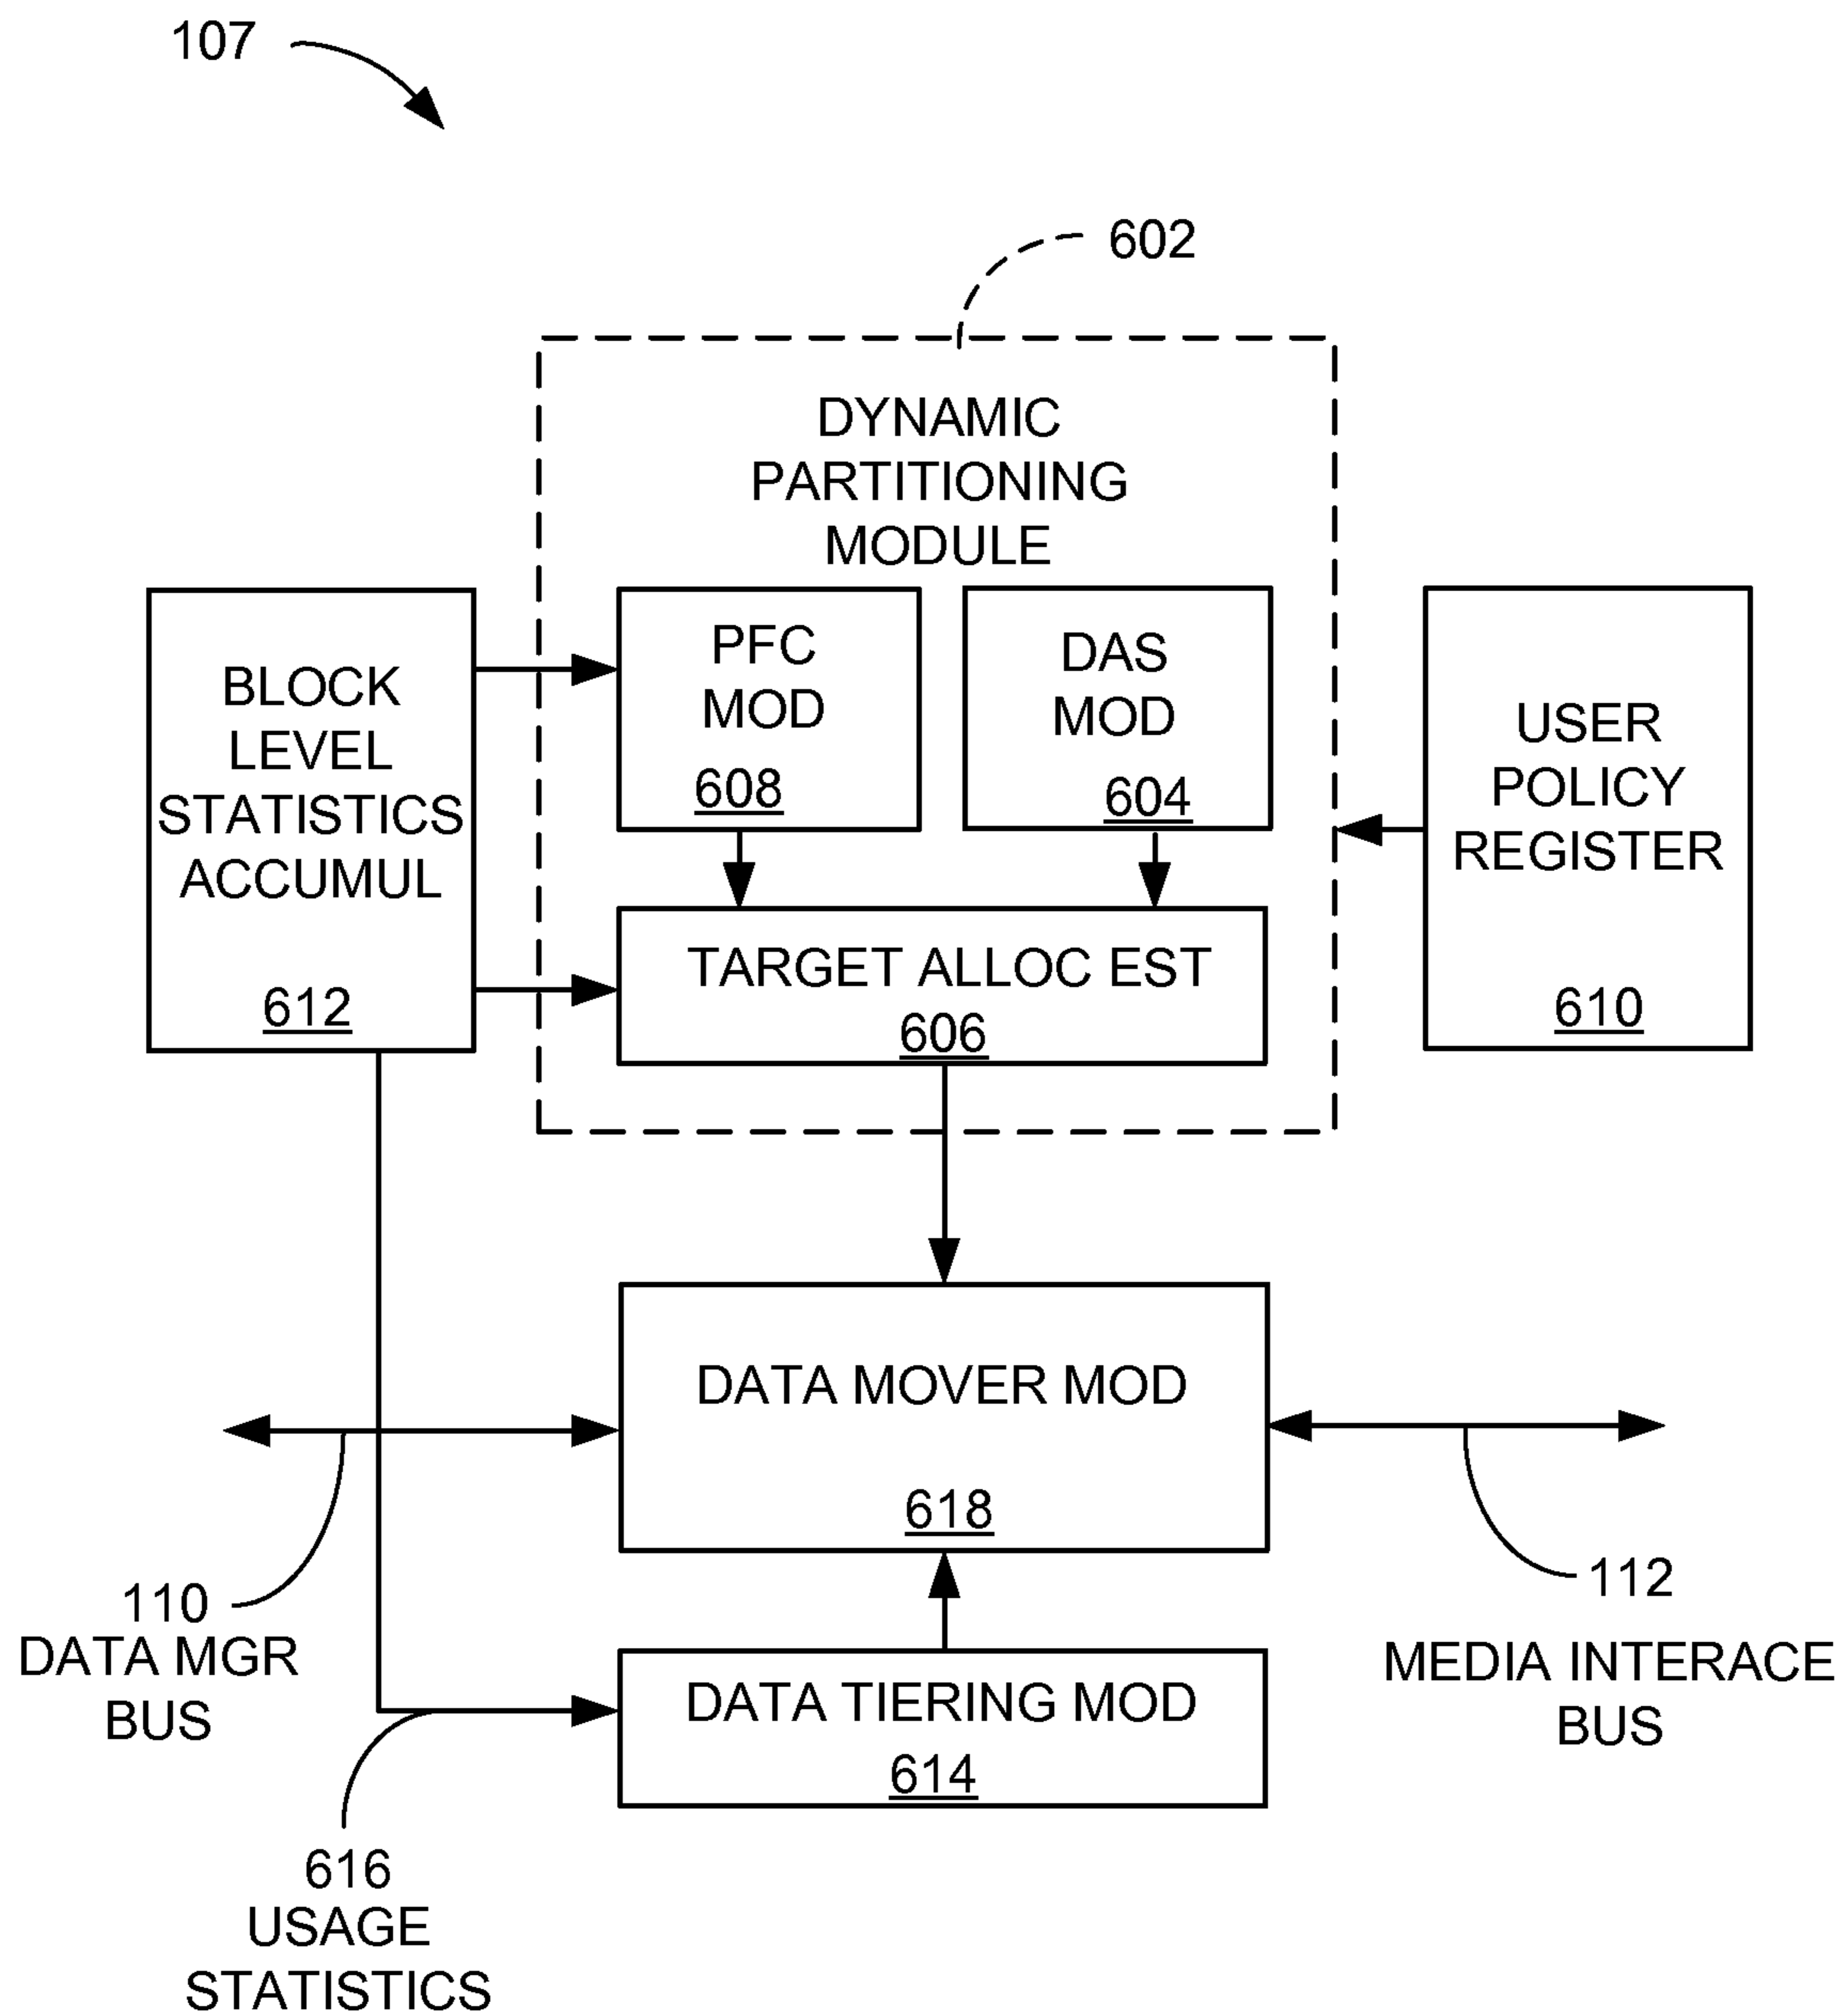 107
602
DYNAMIC
PARTITIONING
MODULE
BLOCK
LEVEL
STATISTICS
ACCUMUL
612
PFC
MOD
608
DAS
MOD
604
USER
POLICY
REGISTER
610
TARGET ALLOC EST
606
DATA MOVER MOD
618
110
DATA MGR
BUS
112
MEDIA INTERACE
BUS
DATA TIERING MOD
614
616
USAGE
STATISTICS